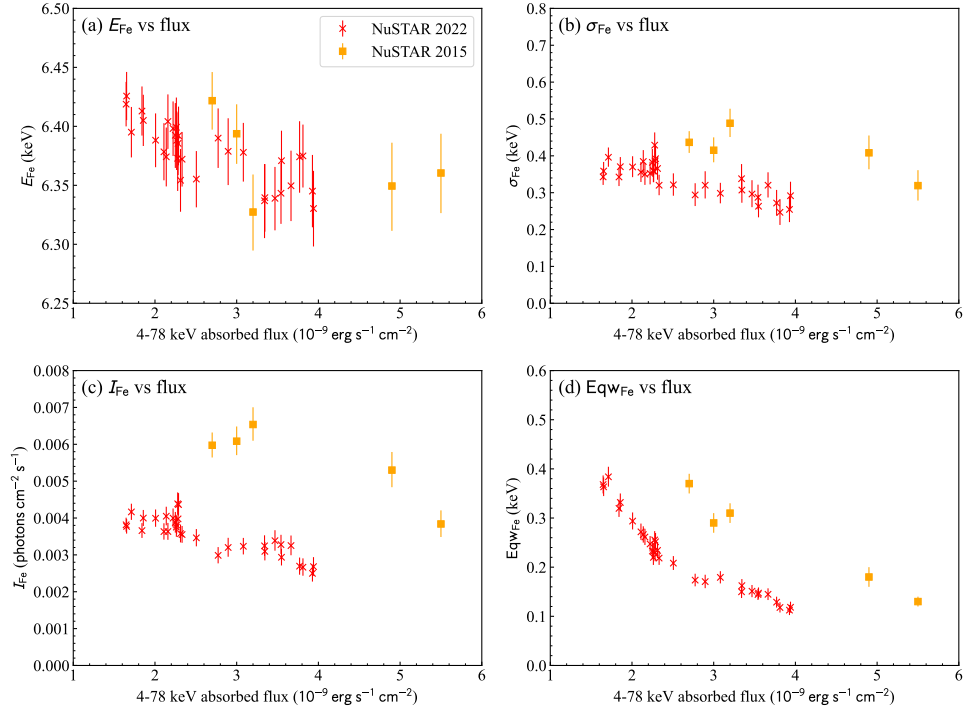 (a) E_Fe vs flux
NuSTAR 2022
NuSTAR 2015
6.50
6.45
6.40
6.35
6.30
6.25
E_Fe (keV)
1 2 3 4 5 6
4-78 keV absorbed flux (10⁻⁹ erg s⁻¹ cm⁻²)
(b) σ_Fe vs flux
0.8
0.7
0.6
0.5
0.4
0.3
0.2
0.1
0.0
σ_Fe (keV)
1 2 3 4 5 6
4-78 keV absorbed flux (10⁻⁹ erg s⁻¹ cm⁻²)
(c) I_Fe vs flux
0.008
0.007
0.006
0.005
0.004
0.003
0.002
0.001
0.000
I_Fe (photons cm⁻² s⁻¹)
1 2 3 4 5 6
4-78 keV absorbed flux (10⁻⁹ erg s⁻¹ cm⁻²)
(d) Eqw_Fe vs flux
0.6
0.5
0.4
0.3
0.2
0.1
0.0
Eqw_Fe (keV)
1 2 3 4 5 6
4-78 keV absorbed flux (10⁻⁹ erg s⁻¹ cm⁻²)